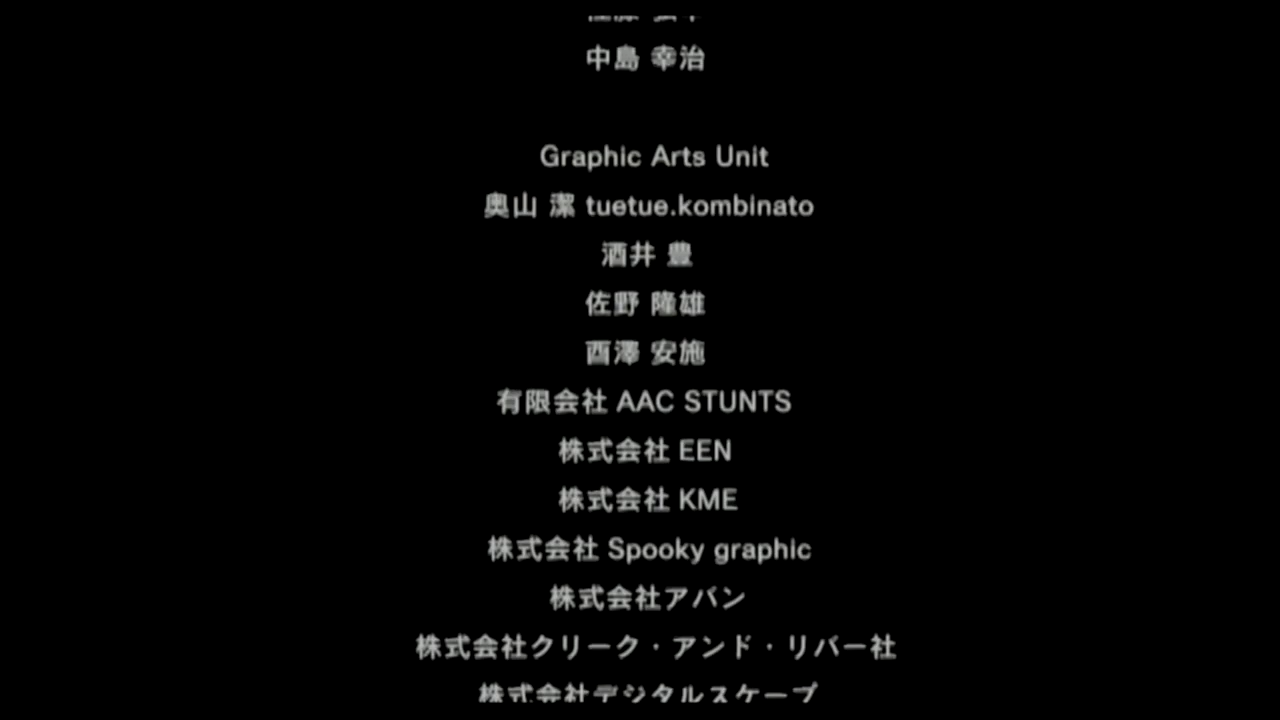 中島 幸治
Graphic Arts Unit
奥山 潔 tuetue.kombinato
酒井 豊
佐野 隆雄
酉澤 安施
有限会社 AAC STUNTS
株式会社 EEN
株式会社 KME
株式会社 Spooky graphic
株式会社アバン
株式会社クリーク・アンド・リバー社
株式会社デジタルスケープ